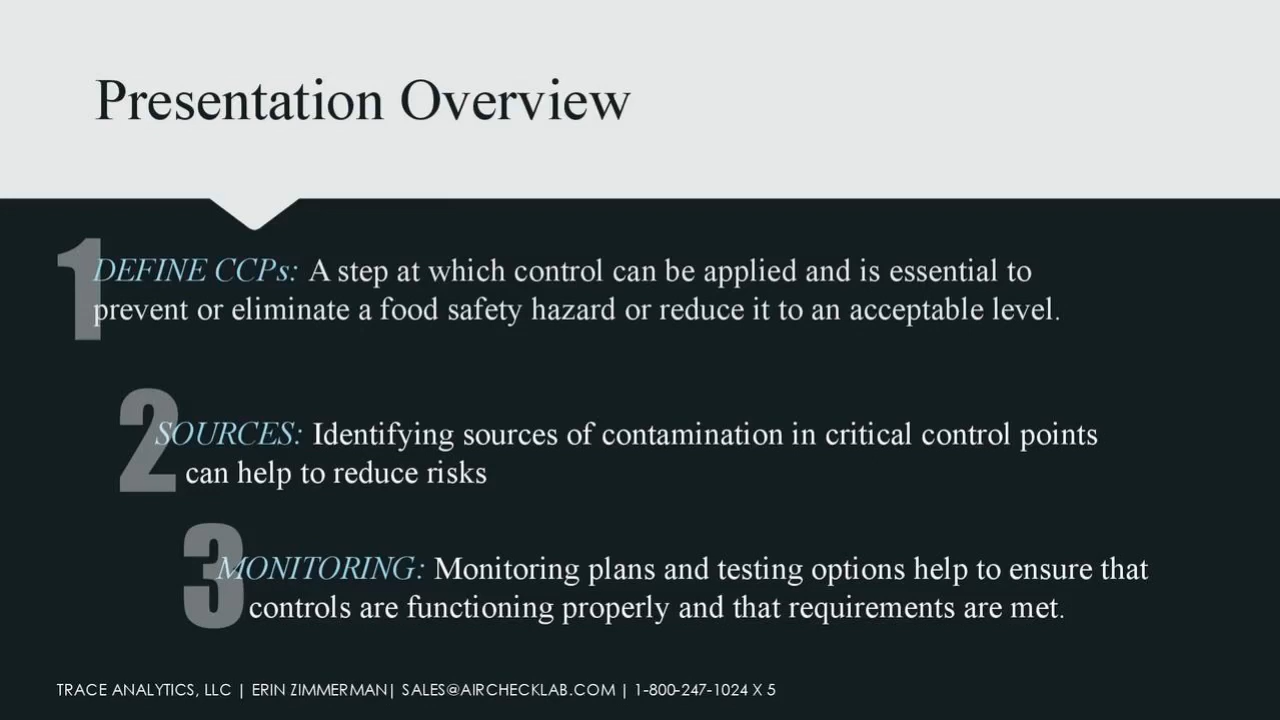 Presentation Overview
1
DEFINE CCPs: A step at which control can be applied and is essential to
prevent or eliminate a food safety hazard or reduce it to an acceptable level.
2
SOURCES: Identifying sources of contamination in critical control points
can help to reduce risks
3
MONITORING: Monitoring plans and testing options help to ensure that
controls are functioning properly and that requirements are met.
TRACE ANALYTICS, LLC | ERIN ZIMMERMAN| SALES@AIRCHECKLAB.COM | 1-800-247-1024 X 5